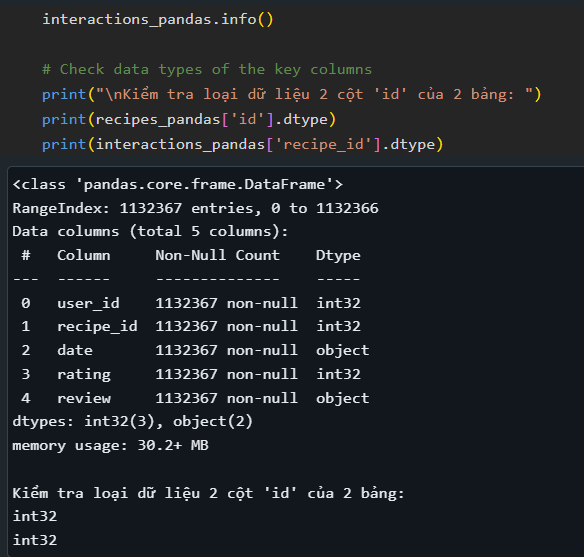 interactions_pandas.info()
# Check data types of the key columns
print("\nKiểm tra loại dữ liệu 2 cột 'id' của 2 bảng: ")
print(recipes_pandas['id'].dtype)
print(interactions_pandas['recipe_id'].dtype)
<class 'pandas.core.frame.DataFrame'>
RangeIndex: 1132367 entries, 0 to 1132366
Data columns (total 5 columns):
 #   Column     Non-Null Count    Dtype
---  ------     --------------    -----
 0   user_id    1132367 non-null  int32
 1   recipe_id  1132367 non-null  int32
 2   date       1132367 non-null  object
 3   rating     1132367 non-null  int32
 4   review     1132367 non-null  object
dtypes: int32(3), object(2)
memory usage: 30.2+ MB
Kiểm tra loại dữ liệu 2 cột 'id' của 2 bảng:
int32
int32